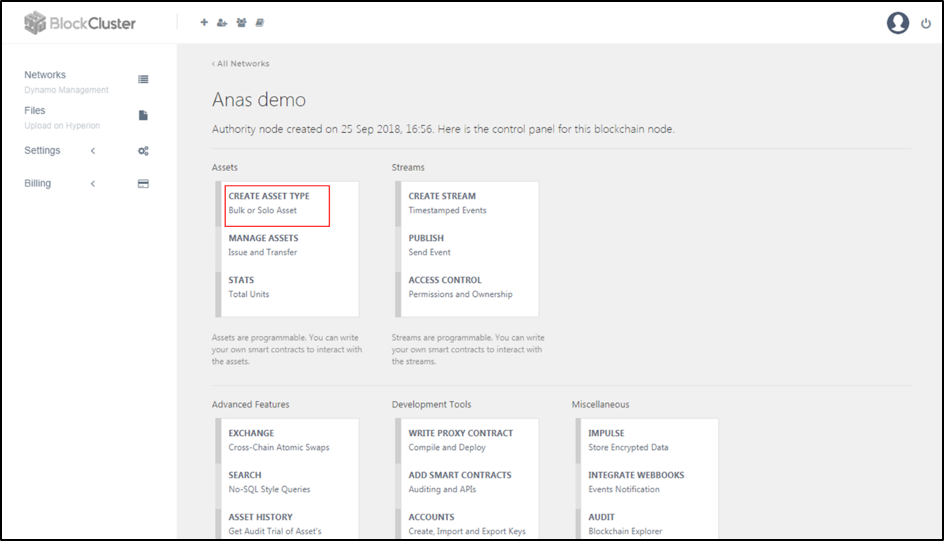 BlockCluster
Networks
Dynamo Management
Files
Upload on Hyperion
Settings
Billing
‹ All Networks
Anas demo
Authority node created on 25 Sep 2018, 16:56. Here is the control panel for this blockchain node.
Assets
CREATE ASSET TYPE
Bulk or Solo Asset
MANAGE ASSETS
Issue and Transfer
STATS
Total Units
Assets are programmable. You can write
your own smart contracts to interact with
the assets.
Streams
CREATE STREAM
Timestamped Events
PUBLISH
Send Event
ACCESS CONTROL
Permissions and Ownership
Streams are programmable. You can write
your own smart contracts to interact with
the streams.
Advanced Features
EXCHANGE
Cross-Chain Atomic Swaps
SEARCH
No-SQL Style Queries
ASSET HISTORY
Get Audit Trial of Asset's
Development Tools
WRITE PROXY CONTRACT
Compile and Deploy
ADD SMART CONTRACTS
Auditing and APIs
ACCOUNTS
Create, Import and Export Keys
Miscellaneous
IMPULSE
Store Encrypted Data
INTEGRATE WEBBOOKS
Events Notification
AUDIT
Blockchain Explorer